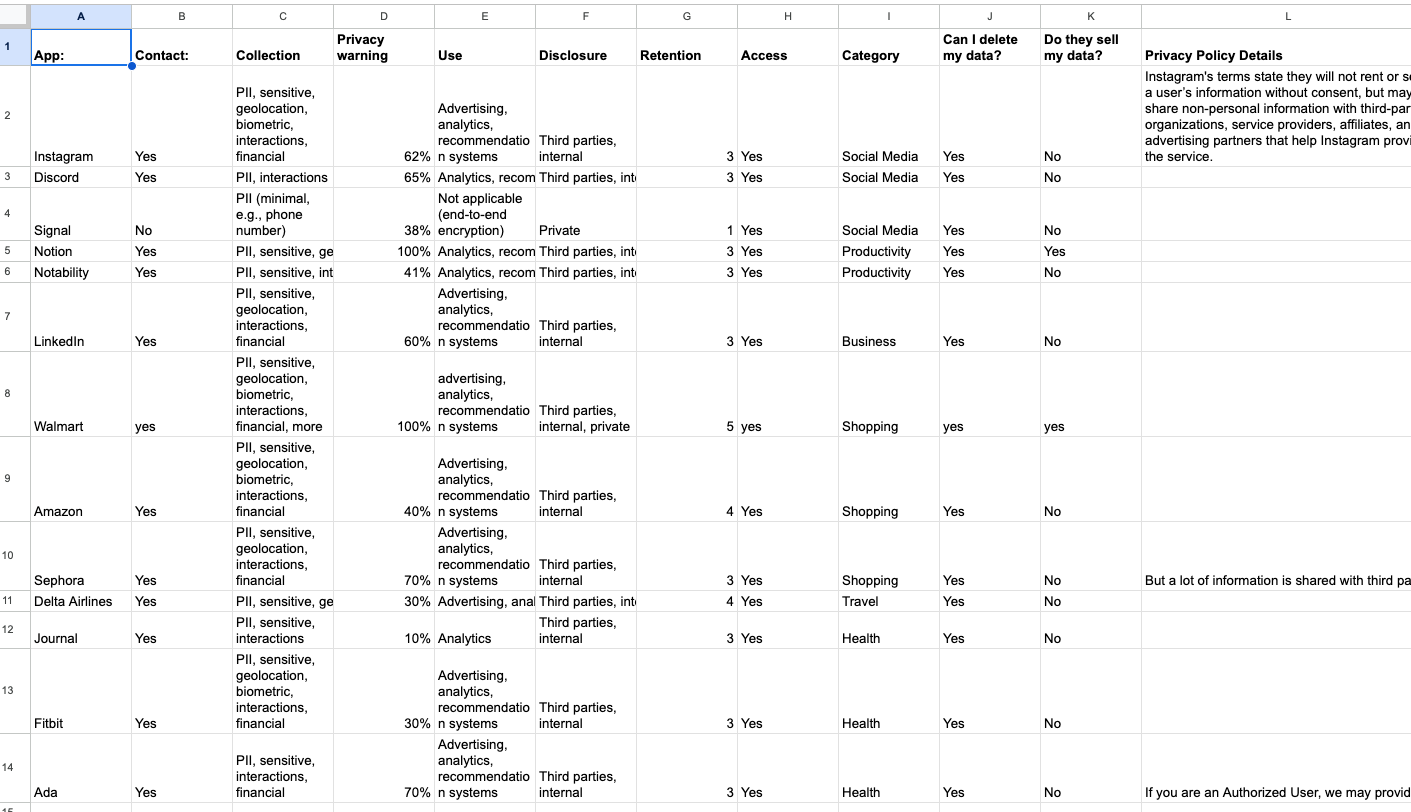 A B C D E F G H I J K L
1 App: Contact: Collection Privacy warning Use Disclosure Retention Access Category Can I delete my data? Do they sell my data? Privacy Policy Details
2 Instagram Yes PII, sensitive, geolocation, biometric, interactions, financial 62% Advertising, analytics, recommendation systems Third parties, internal 3 Yes Social Media Yes No Instagram's terms state they will not rent or se a user's information without consent, but may share non-personal information with third-par organizations, service providers, affiliates, an advertising partners that help Instagram provi the service.
3 Discord Yes PII, interactions 65% Analytics, recom Third parties, int 3 Yes Social Media Yes No
4 Signal No PII (minimal, e.g., phone number) 38% Not applicable (end-to-end encryption) Private 1 Yes Social Media Yes No
5 Notion Yes PII, sensitive, ge 100% Analytics, recom Third parties, int 3 Yes Productivity Yes Yes
6 Notability Yes PII, sensitive, int 41% Analytics, recom Third parties, int 3 Yes Productivity Yes No
7 LinkedIn Yes PII, sensitive, geolocation, interactions, financial 60% Advertising, analytics, recommendation systems Third parties, internal 3 Yes Business Yes No
8 Walmart yes PII, sensitive, geolocation, biometric, interactions, financial, more 100% advertising, analytics, recommendation systems Third parties, internal, private 5 yes Shopping yes yes
9 Amazon Yes PII, sensitive, geolocation, biometric, interactions, financial 40% Advertising, analytics, recommendation systems Third parties, internal 4 Yes Shopping Yes No
10 Sephora Yes PII, sensitive, geolocation, interactions, financial 70% Advertising, analytics, recommendation systems Third parties, internal 3 Yes Shopping Yes No But a lot of information is shared with third pa
11 Delta Airlines Yes PII, sensitive, ge 30% Advertising, anal Third parties, int 4 Yes Travel Yes No
12 Journal Yes PII, sensitive, interactions 10% Analytics Third parties, internal 3 Yes Health Yes No
13 Fitbit Yes PII, sensitive, geolocation, biometric, interactions, financial 30% Advertising, analytics, recommendation systems Third parties, internal 3 Yes Health Yes No
14 Ada Yes PII, sensitive, interactions, financial 70% Advertising, analytics, recommendation systems Third parties, internal 3 Yes Health Yes No If you are an Authorized User, we may provid